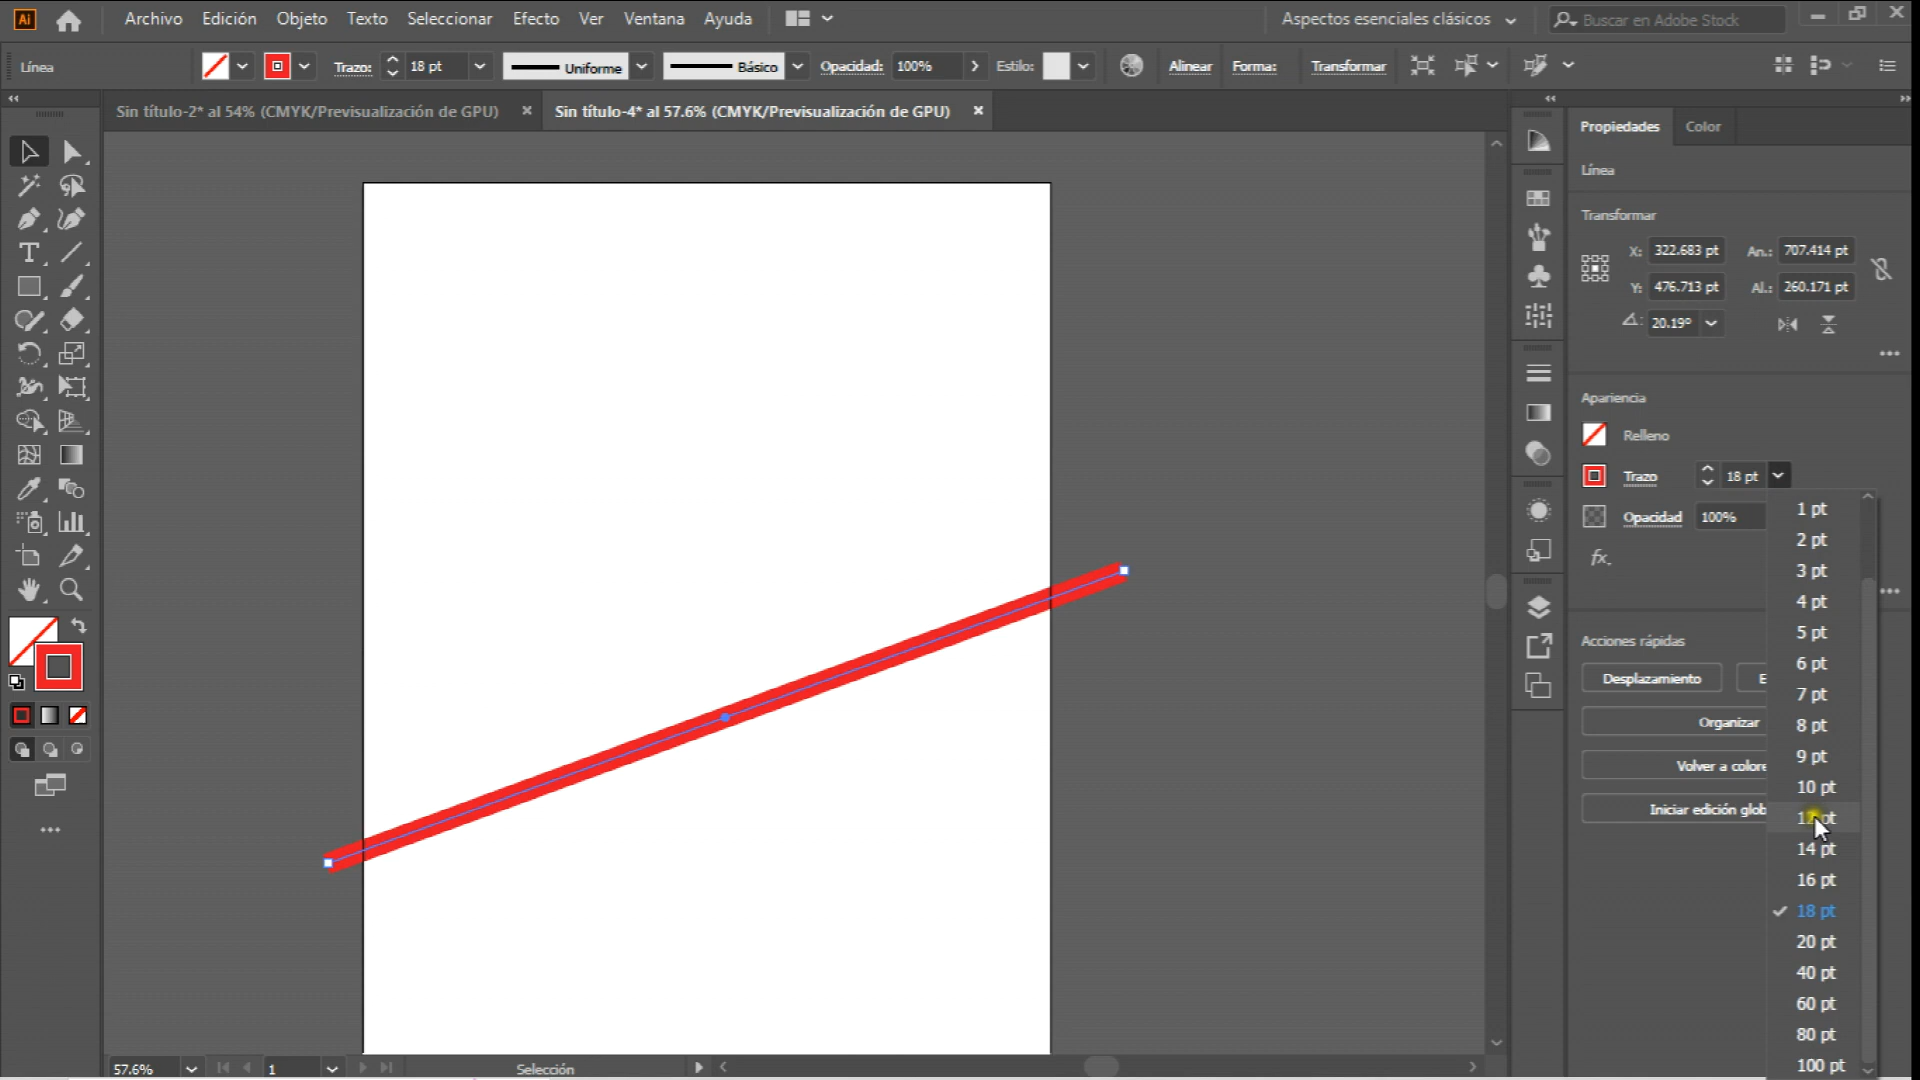 Ai Archivo Edición Objeto Texto Seleccionar Efecto Ver Ventana Ayuda Aspectos esenciales clásicos Buscar en Adobe Stock
Línea Trazo: 18 pt Uniforme Básico Opacidad: 100% Estilo: Alinear Forma: Transformar
Sin título-2* al 54% (CMYK/Previsualización de GPU) Sin título-4* al 57.6% (CMYK/Previsualización de GPU)
Propiedades Color
Línea
Transformar
X: 322.683 pt An.: 707.414 pt
Y: 476.713 pt Al.: 260.171 pt
20.19°
Apariencia
Relleno
Trazo 18 pt
Opacidad 100%
fx.
Acciones rápidas
Desplazamiento E
Organizar
Volver a colore
Iniciar edición glob
1 pt
2 pt
3 pt
4 pt
5 pt
6 pt
7 pt
8 pt
9 pt
10 pt
pt
14 pt
16 pt
18 pt
20 pt
40 pt
60 pt
80 pt
100 pt
57.6% 1 Selección